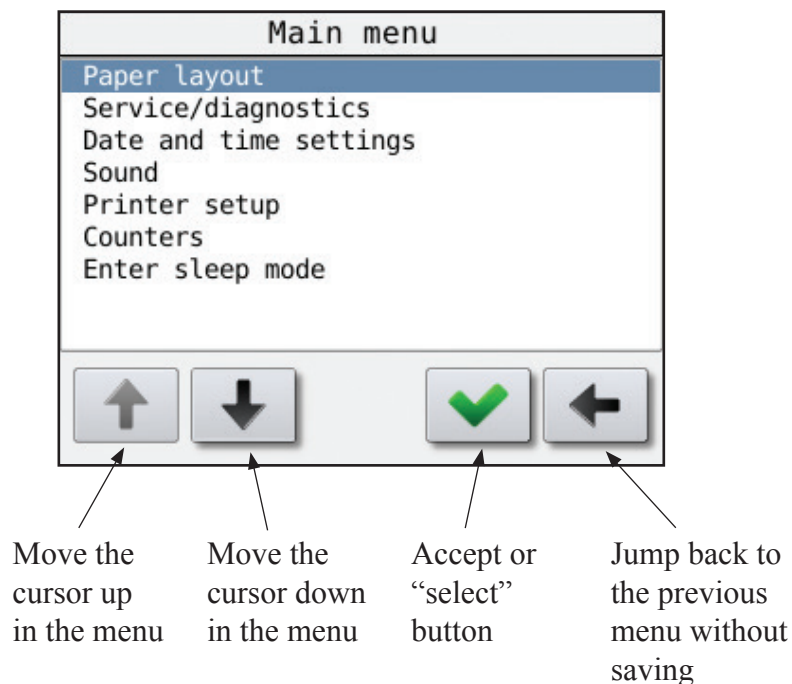 Main menu
Paper layout
Service/diagnostics
Date and time settings
Sound
Printer setup
Counters
Enter sleep mode
Move the
cursor up
in the menu
Move the
cursor down
in the menu
Accept or
“select”
button
Jump back to
the previous
menu without
saving